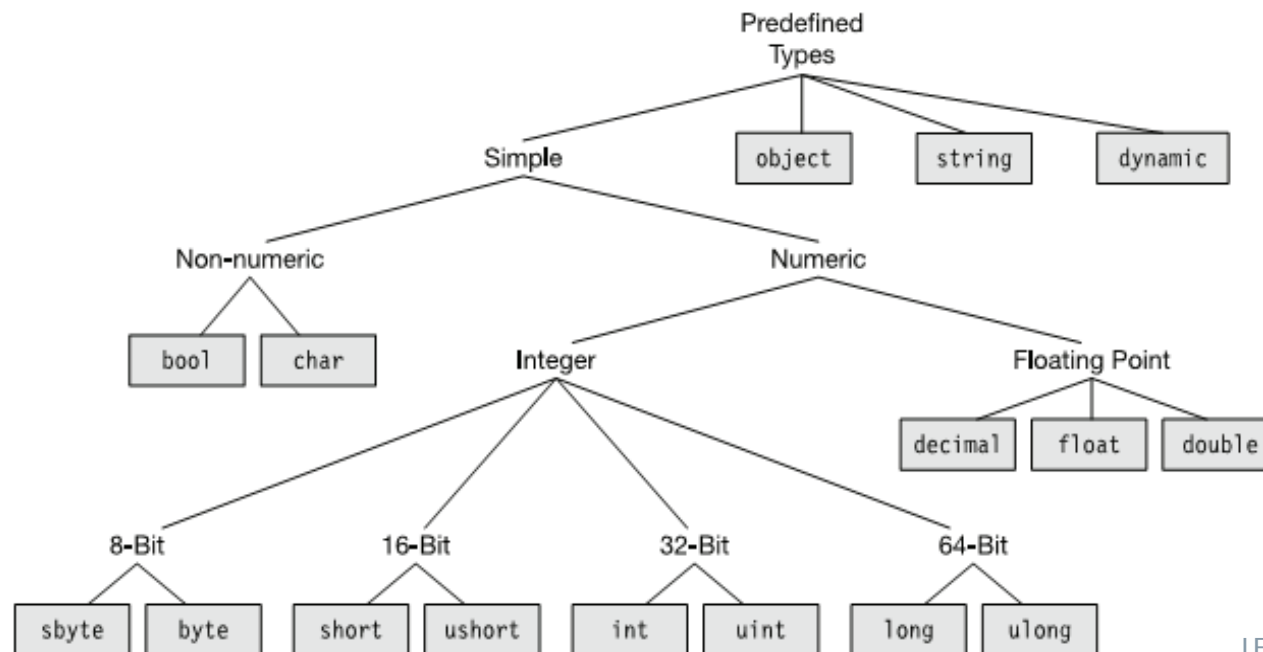 Predefined
Types
Simple
object
string
dynamic
Non-numeric
Numeric
bool
char
Integer
Floating Point
decimal
float
double
8-Bit
16-Bit
32-Bit
64-Bit
sbyte
byte
short
ushort
int
uint
long
ulong